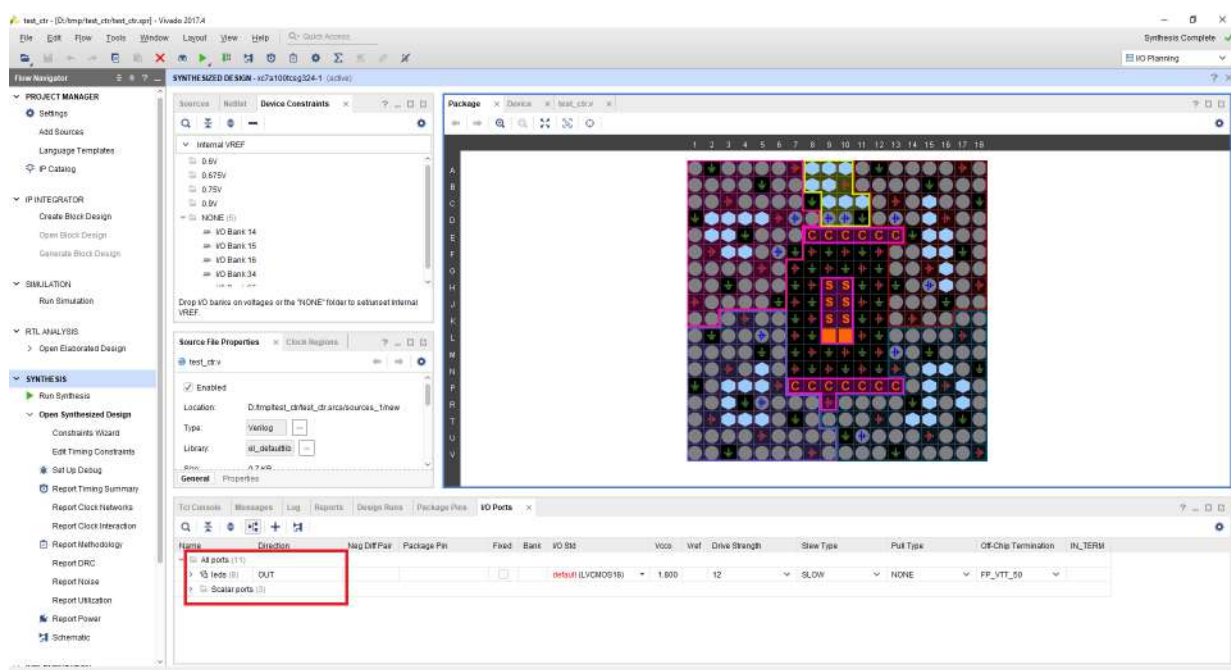 test_ctr - [D:/tmp/test_ctr/test_ctr.xpr] - Vivado 2017.4
File Edit Flow Tools Window Layout View Help Quick Access
Synthesis Complete
I/O Planning
Flow Navigator
SYNTHESIZED DESIGN - xc7a100tcsg324-1 (active)
PROJECT MANAGER
Settings
Add Sources
Language Templates
IP Catalog
IP INTEGRATOR
Create Block Design
Open Block Design
Generate Block Design
SIMULATION
Run Simulation
RTL ANALYSIS
Open Elaborated Design
SYNTHESIS
Run Synthesis
Open Synthesized Design
Constraints Wizard
Edit Timing Constraints
Set Up Debug
Report Timing Summary
Report Clock Networks
Report Clock Interaction
Report Methodology
Report DRC
Report Noise
Report Utilization
Report Power
Schematic
Sources Netlist Device Constraints
Internal VREF
0.6V
0.675V
0.75V
0.9V
NONE (5)
I/O Bank 14
I/O Bank 15
I/O Bank 16
I/O Bank 34
Drop I/O banks on voltages or the "NONE" folder to set/unset Internal
VREF.
Source File Properties Clock Regions
test_ctr.v
Enabled
Location: D:/tmp/test_ctr/test_ctr.srcs/sources_1/new
Type: Verilog
Library: xil_defaultlib
Size: 0.7 KB
General Properties
Package Device test_ctr.v
1 2 3 4 5 6 7 8 9 10 11 12 13 14 15 16 17 18
A
B
C
D
E C C C C C C
F
G
H S S
J S S
K S S
L
M
N
P C C C C C C C
R
T
U
V
Tcl Console Messages Log Reports Design Runs Package Pins I/O Ports
Name Direction Neg Diff Pair Package Pin Fixed Bank I/O Std Vcco Vref Drive Strength Slew Type Pull Type Off-Chip Termination IN_TERM
All ports (11)
leds (8) OUT default (LVCMOS18) 1.800 12 SLOW NONE FP_VTT_50
Scalar ports (3)